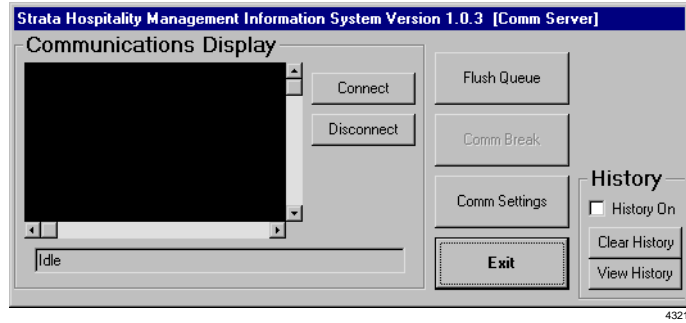 Strata Hospitality Management Information System Version 1.0.3 [Comm Server]
Communications Display
Connect
Disconnect
Idle
Flush Queue
Comm Break
Comm Settings
Exit
History
History On
Clear History
View History
4321